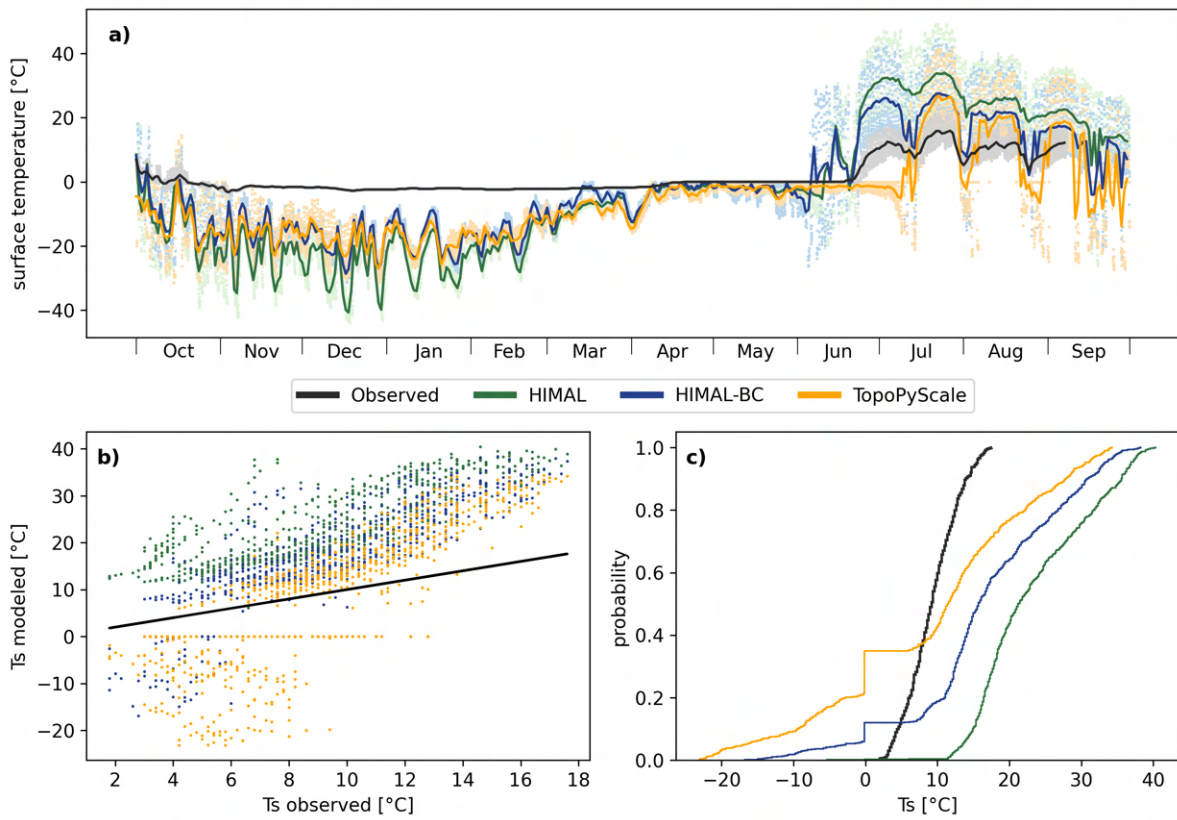 a)
surface temperature [°C]
40
20
0
−20
−40
Oct Nov Dec Jan Feb Mar Apr May Jun Jul Aug Sep
Observed HIMAL HIMAL-BC TopoPyScale
b)
Ts modeled [°C]
40
30
20
10
0
−10
−20
2 4 6 8 10 12 14 16 18
Ts observed [°C]
c)
probability
1.0
0.8
0.6
0.4
0.2
0.0
−20 −10 0 10 20 30 40
Ts [°C]